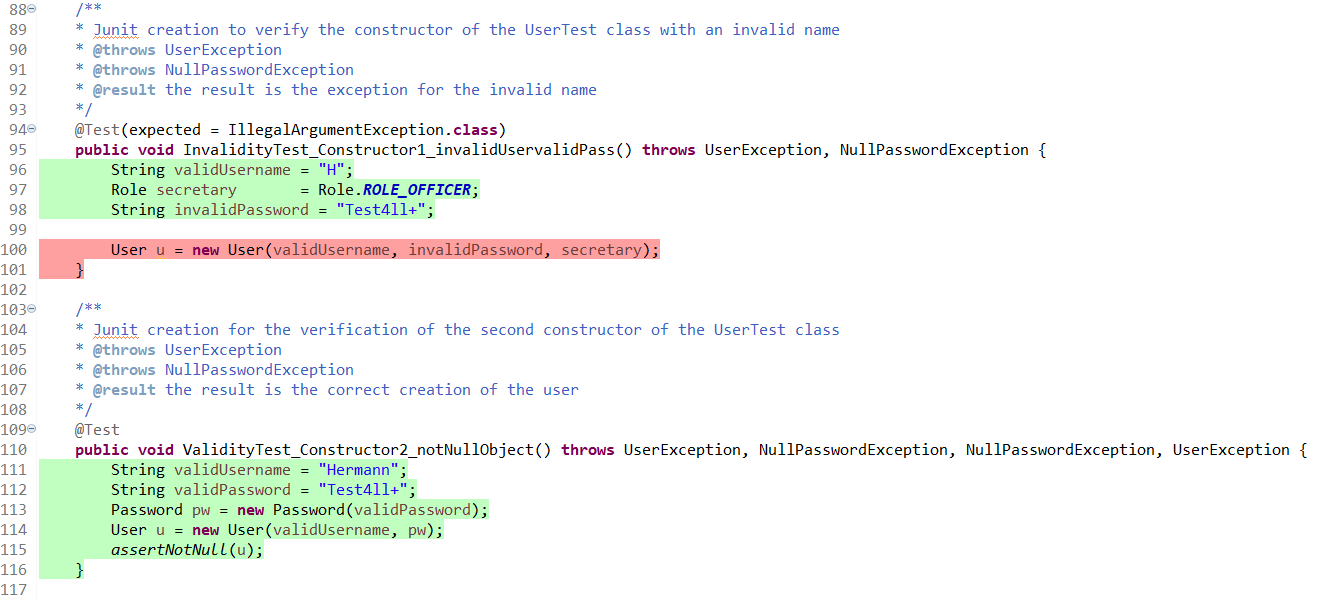 88 /**
89 * Junit creation to verify the constructor of the UserTest class with an invalid name
90 * @throws UserException
91 * @throws NullPasswordException
92 * @result the result is the exception for the invalid name
93 */
94 @Test(expected = IllegalArgumentException.class)
95 public void InvalidityTest_Constructor1_invalidUservalidPass() throws UserException, NullPasswordException {
96 String validUsername = "H";
97 Role secretary       = Role.ROLE_OFFICER;
98 String invalidPassword = "Test4ll+";
99
100 User u = new User(validUsername, invalidPassword, secretary);
101 }
102
103 /**
104 * Junit creation for the verification of the second constructor of the UserTest class
105 * @throws UserException
106 * @throws NullPasswordException
107 * @result the result is the correct creation of the user
108 */
109 @Test
110 public void ValidityTest_Constructor2_notNullObject() throws UserException, NullPasswordException, NullPasswordException, UserException {
111 String validUsername = "Hermann";
112 String validPassword = "Test4ll+";
113 Password pw = new Password(validPassword);
114 User u = new User(validUsername, pw);
115 assertNotNull(u);
116 }
117